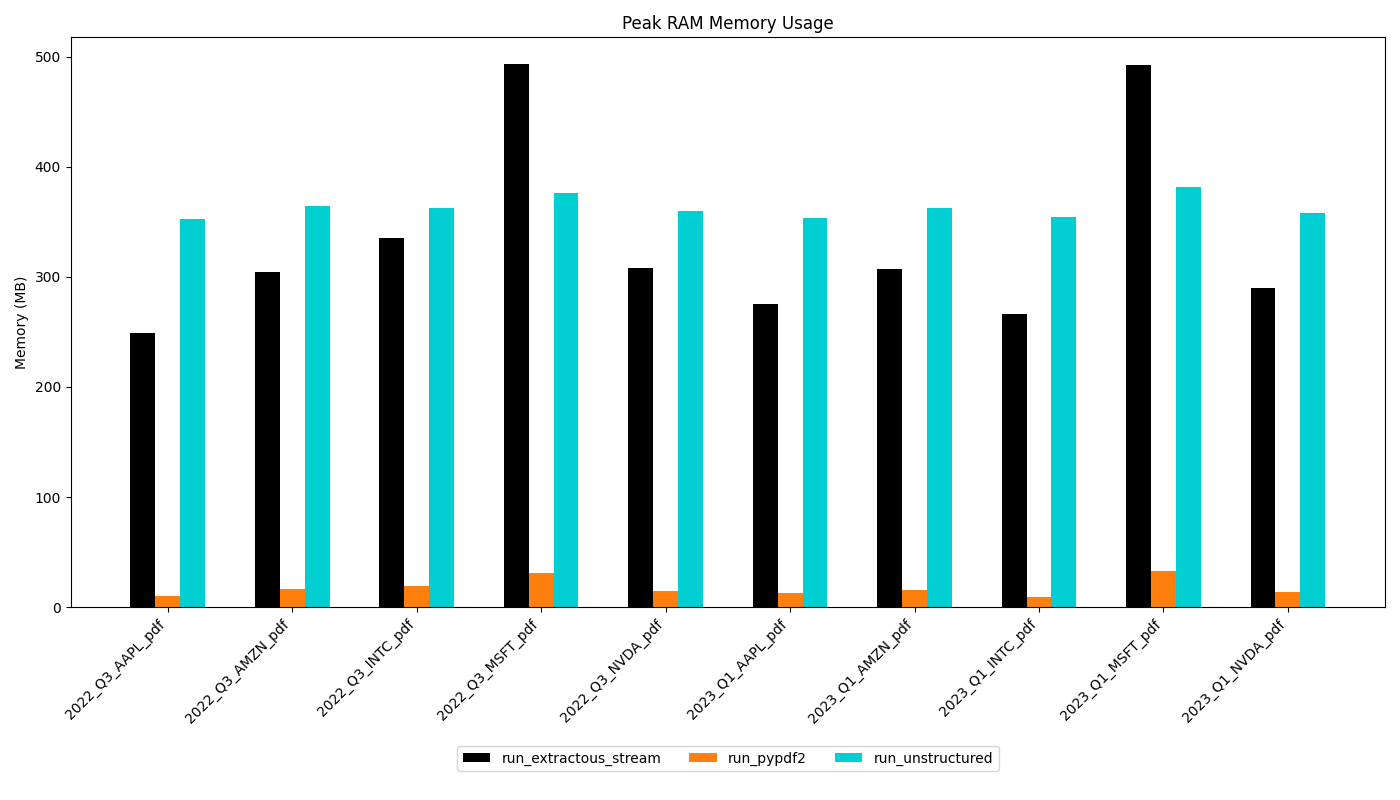 Peak RAM Memory Usage
Memory (MB)
500
400
300
200
100
0
2022_Q3_AAPL_pdf
2022_Q3_AMZN_pdf
2022_Q3_INTC_pdf
2022_Q3_MSFT_pdf
2022_Q3_NVDA_pdf
2023_Q1_AAPL_pdf
2023_Q1_AMZN_pdf
2023_Q1_INTC_pdf
2023_Q1_MSFT_pdf
2023_Q1_NVDA_pdf
run_extractous_stream
run_pypdf2
run_unstructured